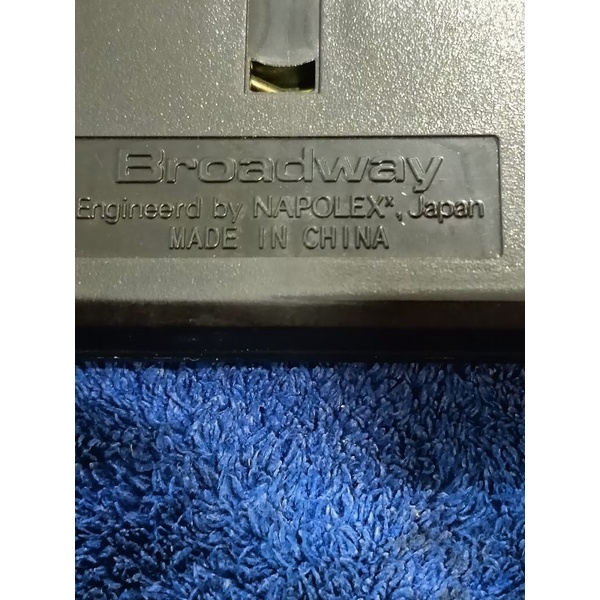 Broadway
Engineerd by NAPOLEX*, Japan
MADE IN CHINA